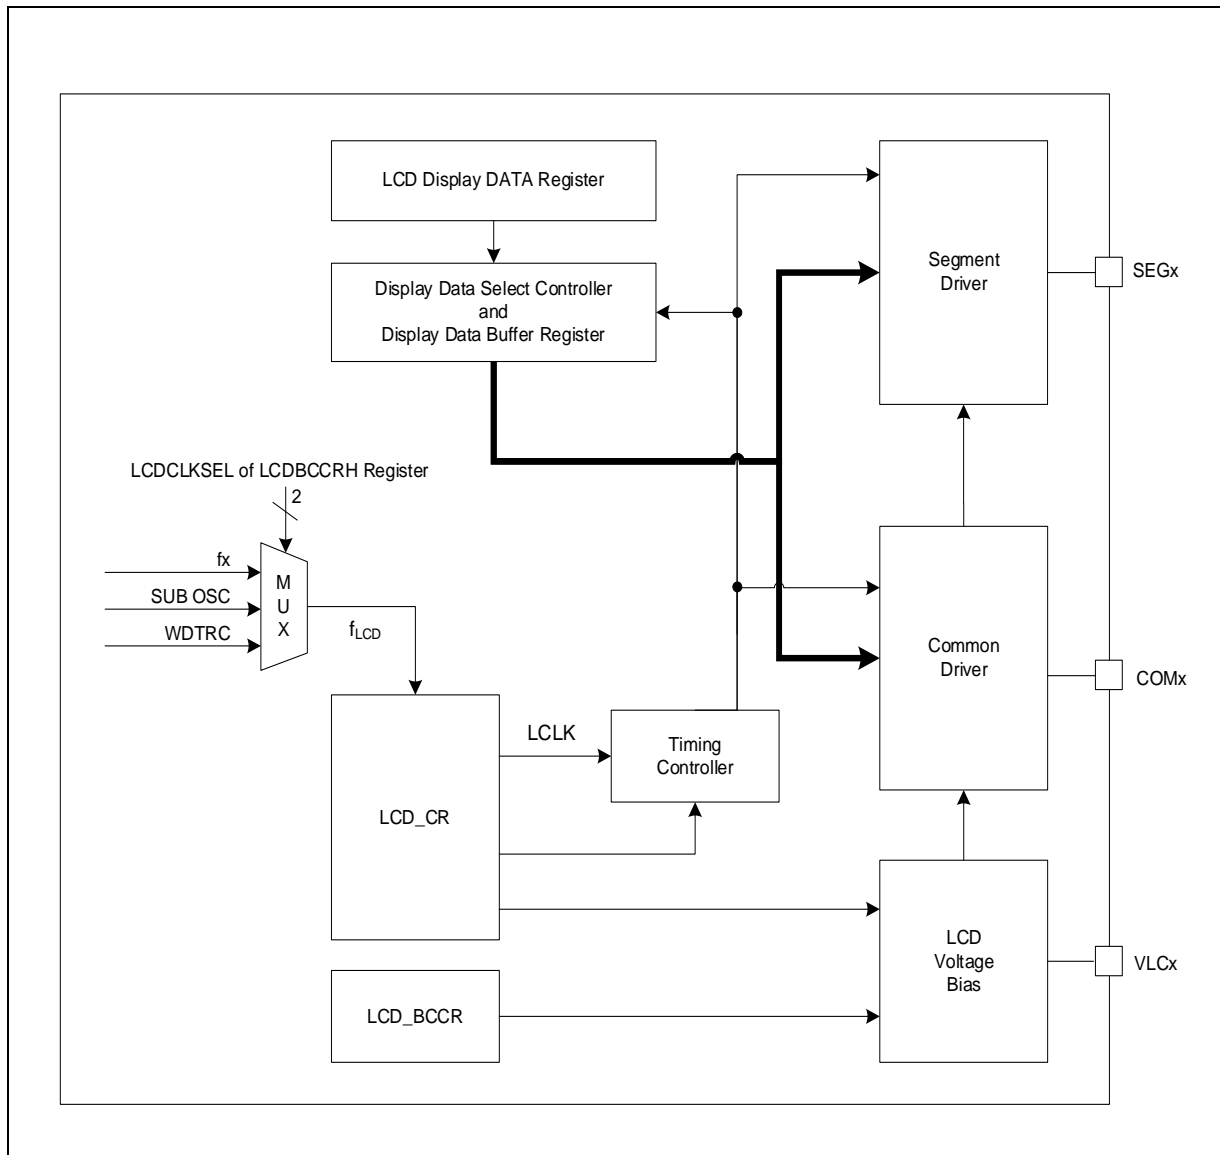 LCD Display DATA Register
Display Data Select Controller
and
Display Data Buffer Register
Segment
Driver
SEGx
LCDCLKSEL of LCDBCCRH Register
2
fx
SUB OSC
WDTRC
M
U
X
fLCD
Common
Driver
COMx
LCLK
Timing
Controller
LCD_CR
LCD
Voltage
Bias
VLCx
LCD_BCCR